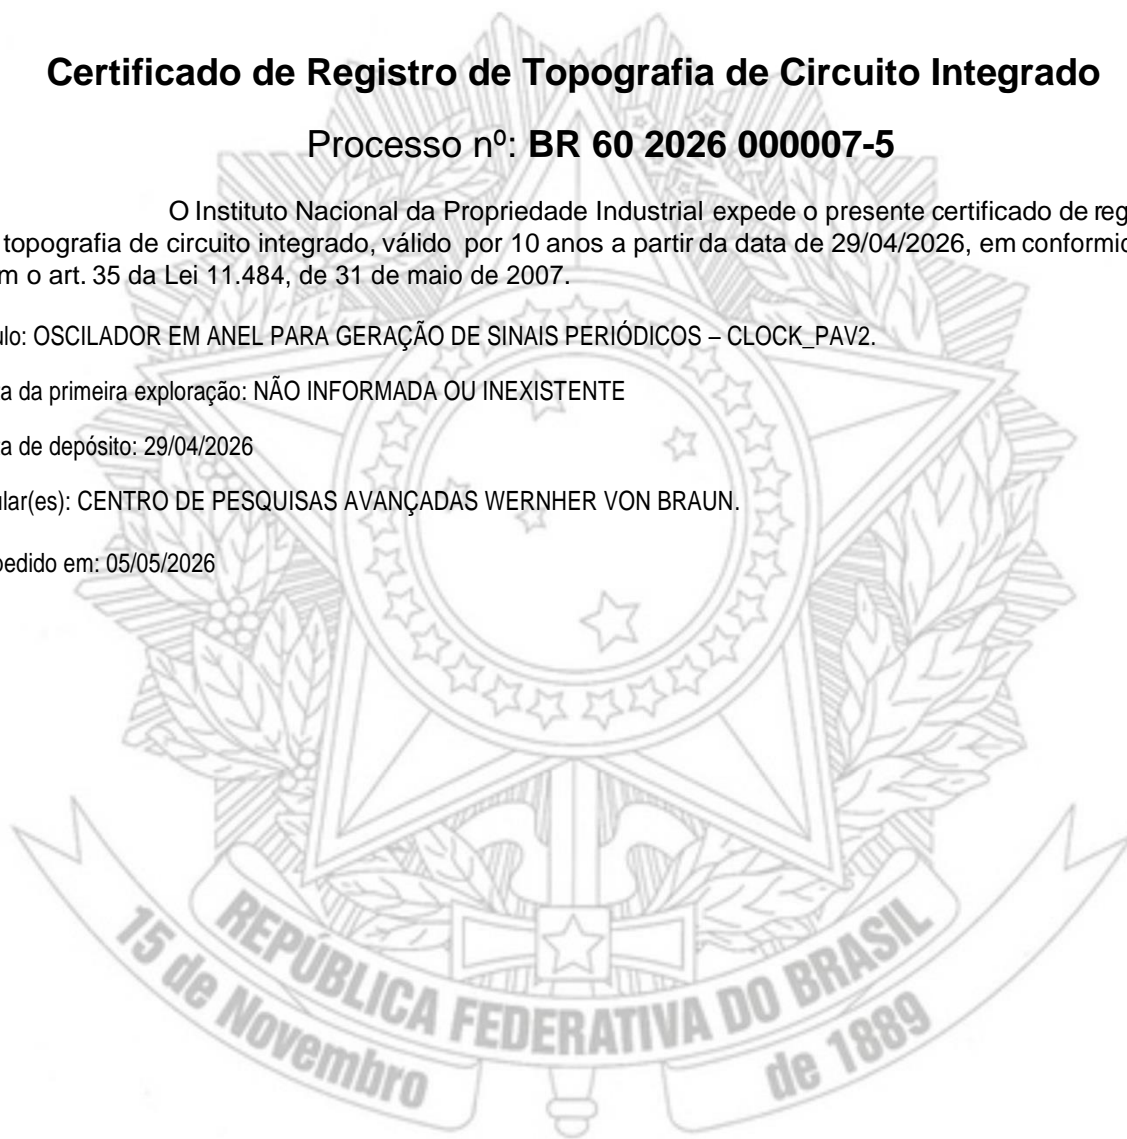 Certificado de Registro de Topografia de Circuito Integrado
Processo nº: BR 60 2026 000007-5
O Instituto Nacional da Propriedade Industrial expede o presente certificado de reg
topografia de circuito integrado, válido por 10 anos a partir da data de 29/04/2026, em conformi
m o art. 35 da Lei 11.484, de 31 de maio de 2007.
ulo: OSCILADOR EM ANEL PARA GERAÇÃO DE SINAIS PERIÓDICOS – CLOCK_PAV2.
a da primeira exploração: NÃO INFORMADA OU INEXISTENTE
a de depósito: 29/04/2026
lar(es): CENTRO DE PESQUISAS AVANÇADAS WERNHER VON BRAUN.
pedido em: 05/05/2026
REPÚBLICA FEDERATIVA DO BRASIL
15 de Novembro de 1889